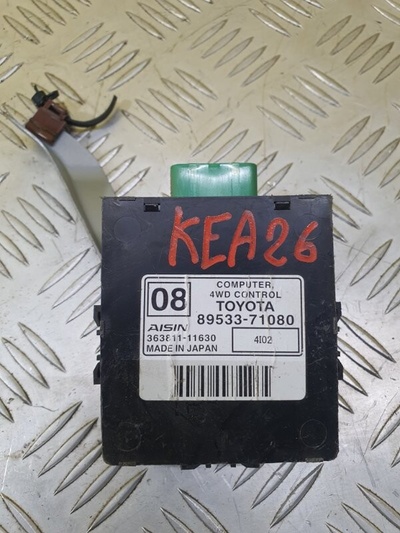 KEA26
08
COMPUTER,
4WD CONTROL
TOYOTA
89533-71080
AISIN
363811-11630
MADE IN JAPAN
4I02